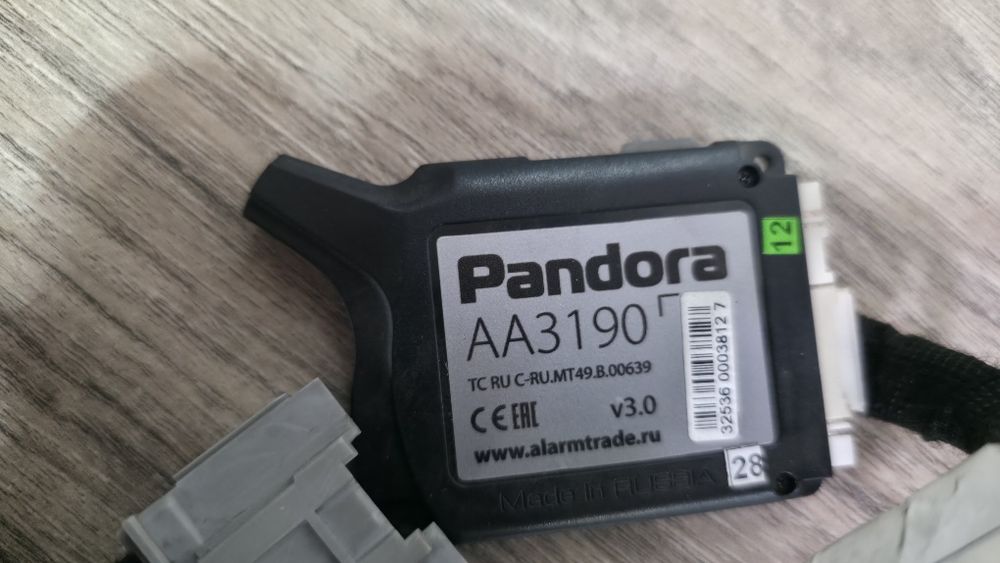 Pandora
AA3190
TC RU C-RU.MT49.B.00639
CE EAC v3.0
www.alarmtrade.ru
32536 0003812 7
12
28
Made in RUSSIA